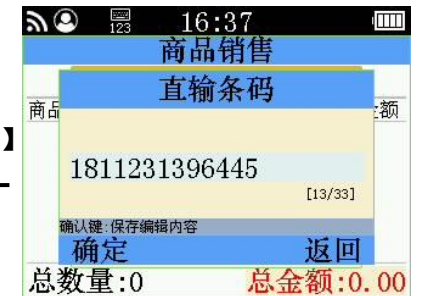 123 16:37
商品销售
直输条码
商品
金额
】
1811231396445
[13/33]
确认键:保存编辑内容
确定 返回
总数量:0 总金额:0.00